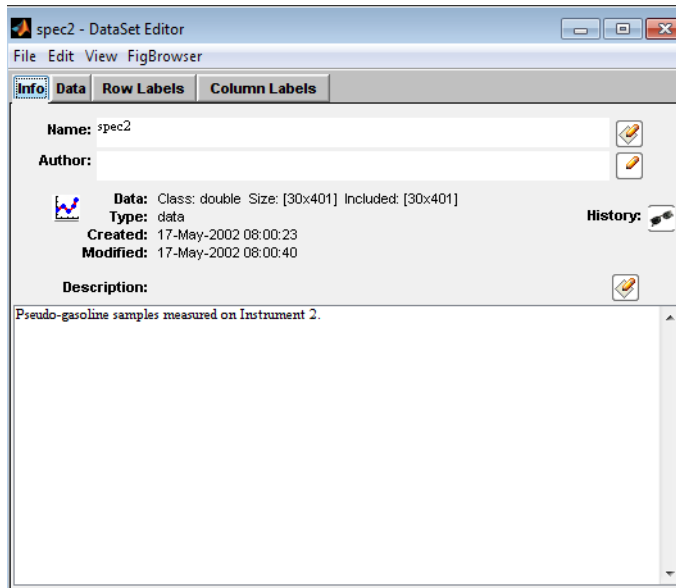 spec2 - DataSet Editor
File Edit View FigBrowser
Info Data Row Labels Column Labels
Name: spec2
Author:
Data: Class: double Size: [30x401] Included: [30x401]
Type: data
History:
Created: 17-May-2002 08:00:23
Modified: 17-May-2002 08:00:40
Description:
Pseudo-gasoline samples measured on Instrument 2.